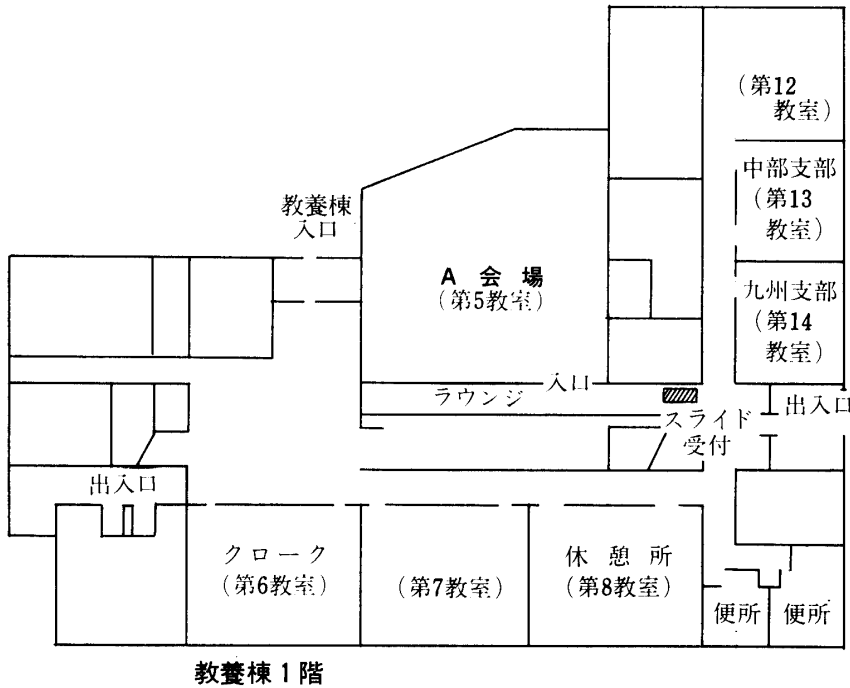 （第12
教室）
中部支部
（第13
教室）
教養棟
入口
A 会 場
（第5教室）
九州支部
（第14
教室）
入口
ラウンジ
出入口
スライド
受付
出入口
クローク
（第6教室）
（第7教室）
休 憩 所
（第8教室）
便所
便所
教養棟1階